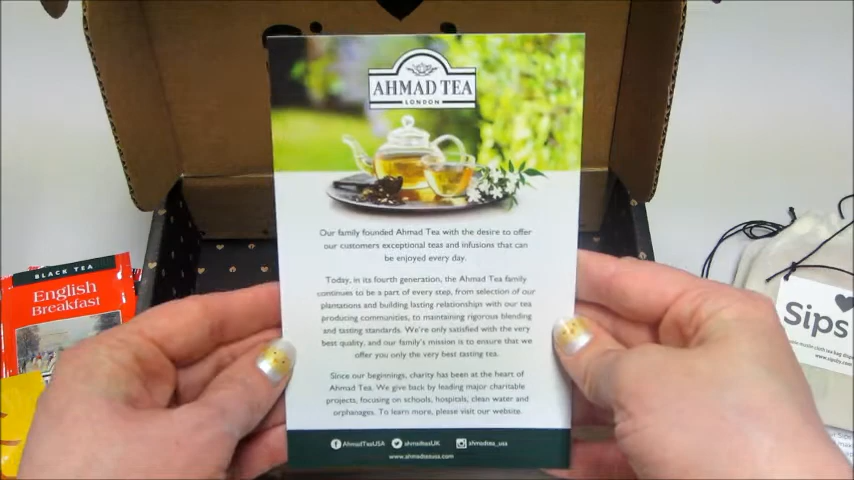 AHMAD TEA
LONDON
Our family founded Ahmad Tea with the desire to offer
our customers exceptional teas and infusions that can
be enjoyed every day.
Today, in its fourth generation, the Ahmad Tea family
continues to be a part of every step, from selection of our
plantations and building lasting relationships with our tea
producing communities, to maintaining rigorous blending
and tasting standards. We're only satisfied with the very
best quality, and our family's mission is to ensure that we
offer you only the very best tasting tea.
Since our beginnings, charity has been at the heart of
Ahmad Tea. We give back by leading major charitable
projects, focusing on schools, hospitals, clean water and
orphanages. To learn more, please visit our website.
AhmadTeaUSA ahmadteaUK ahmadtea_usa
www.ahmadteausa.com
BLACK TEA
English
Breakfast
Sips